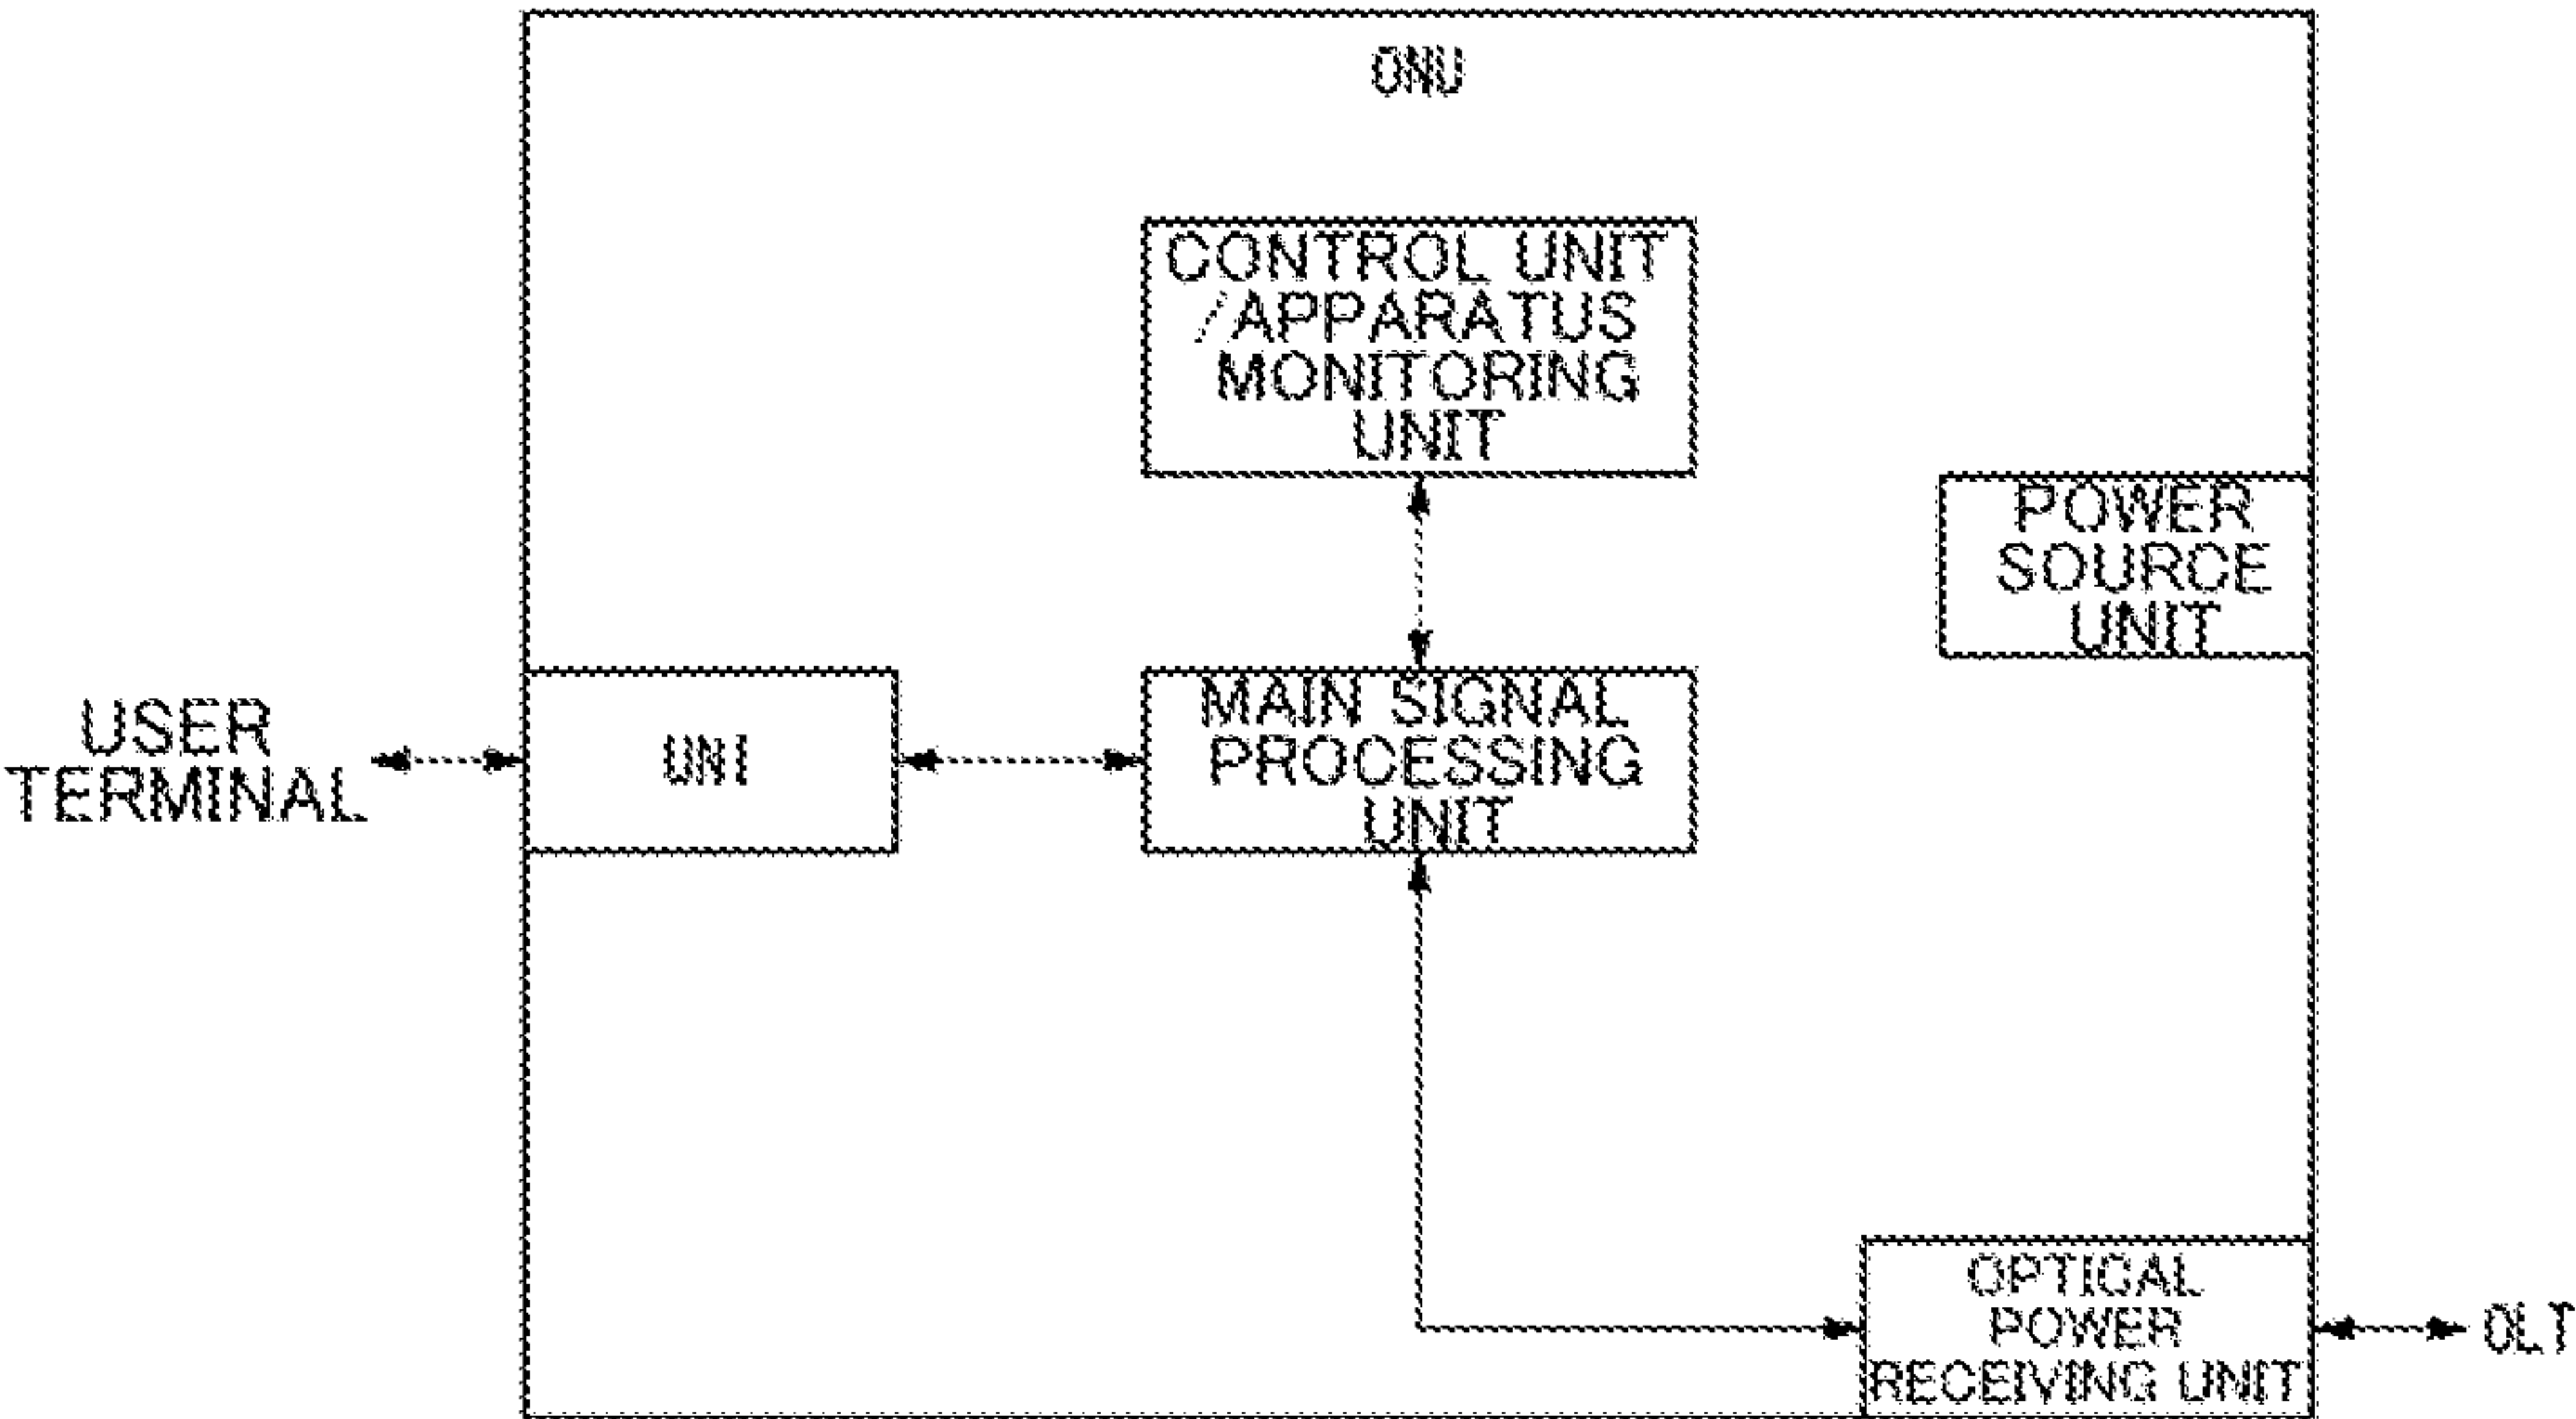 ONU
CONTROL UNIT
/APPARATUS
MONITORING
UNIT
POWER
SOURCE
UNIT
USER
TERMINAL
UNI
MAIN SIGNAL
PROCESSING
UNIT
OPTICAL
POWER
RECEIVING UNIT
OLT